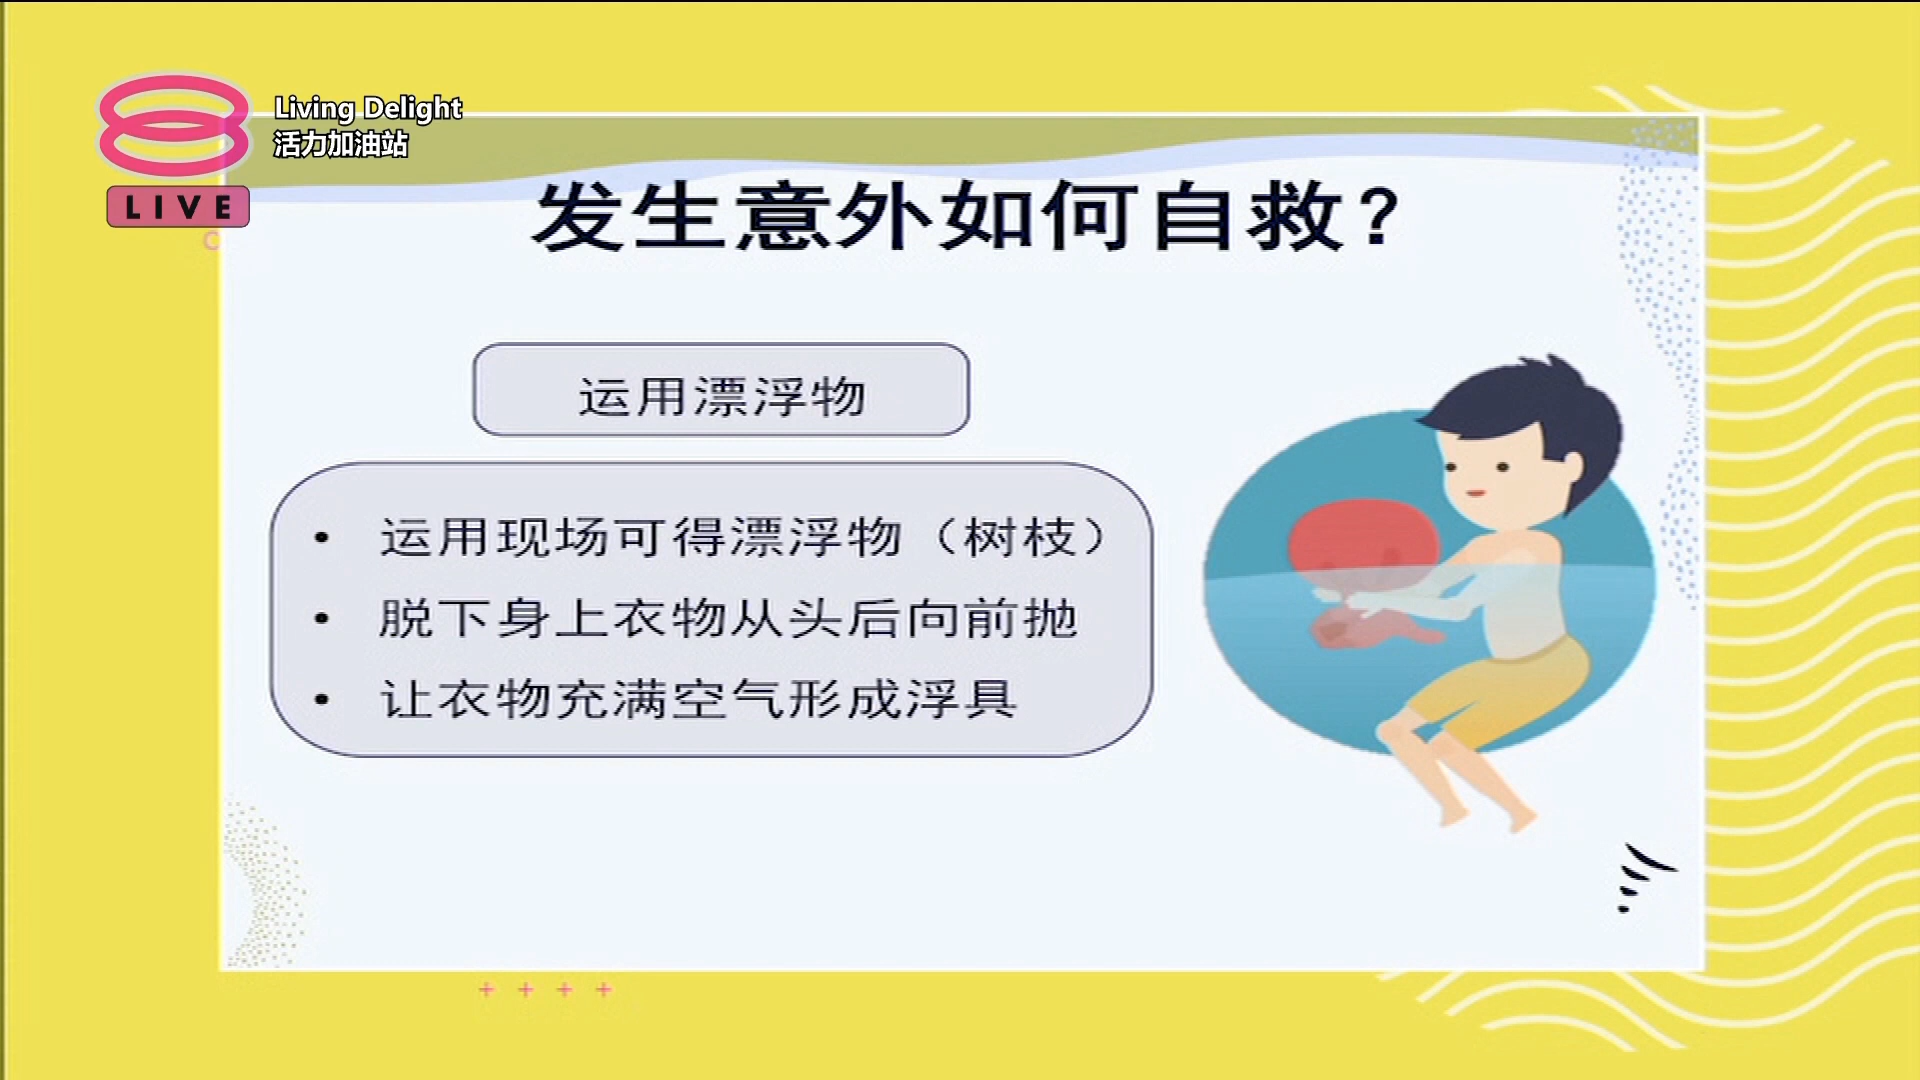 Living Delight
活力加油站
LIVE
发生意外如何自救?
运用漂浮物
• 运用现场可得漂浮物（树枝）
• 脱下身上衣物从头后向前抛
• 让衣物充满空气形成浮具